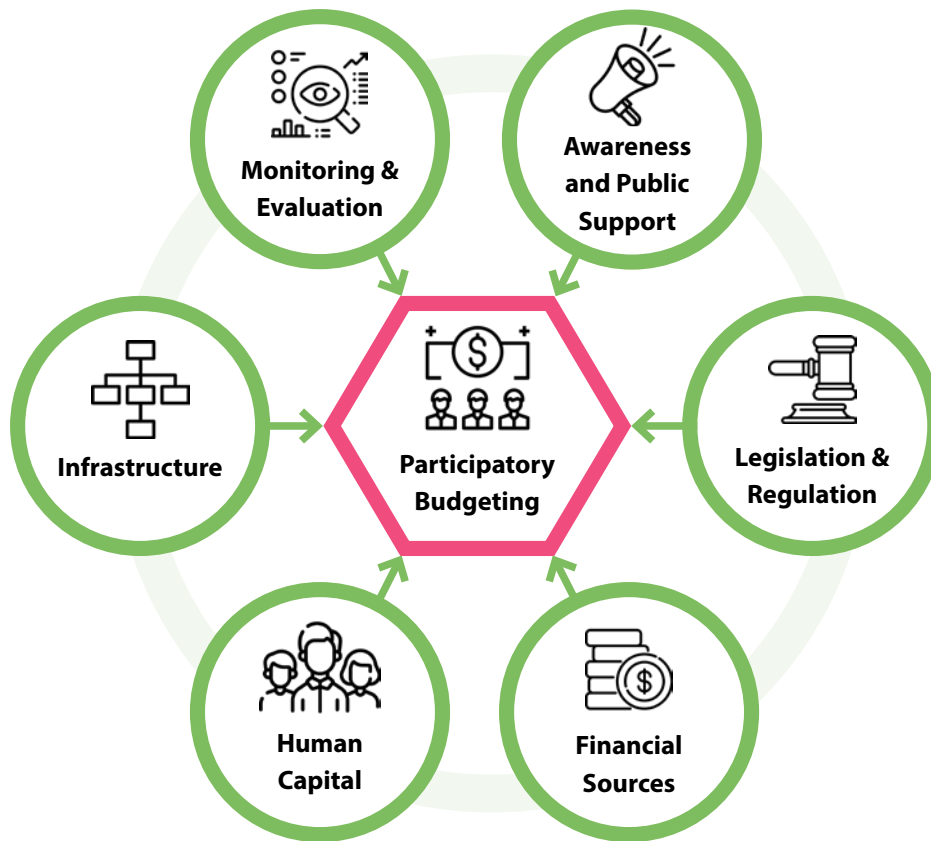 Monitoring &
Evaluation
Awareness
and Public
Support
Infrastructure
Participatory
Budgeting
Legislation &
Regulation
Human
Capital
Financial
Sources